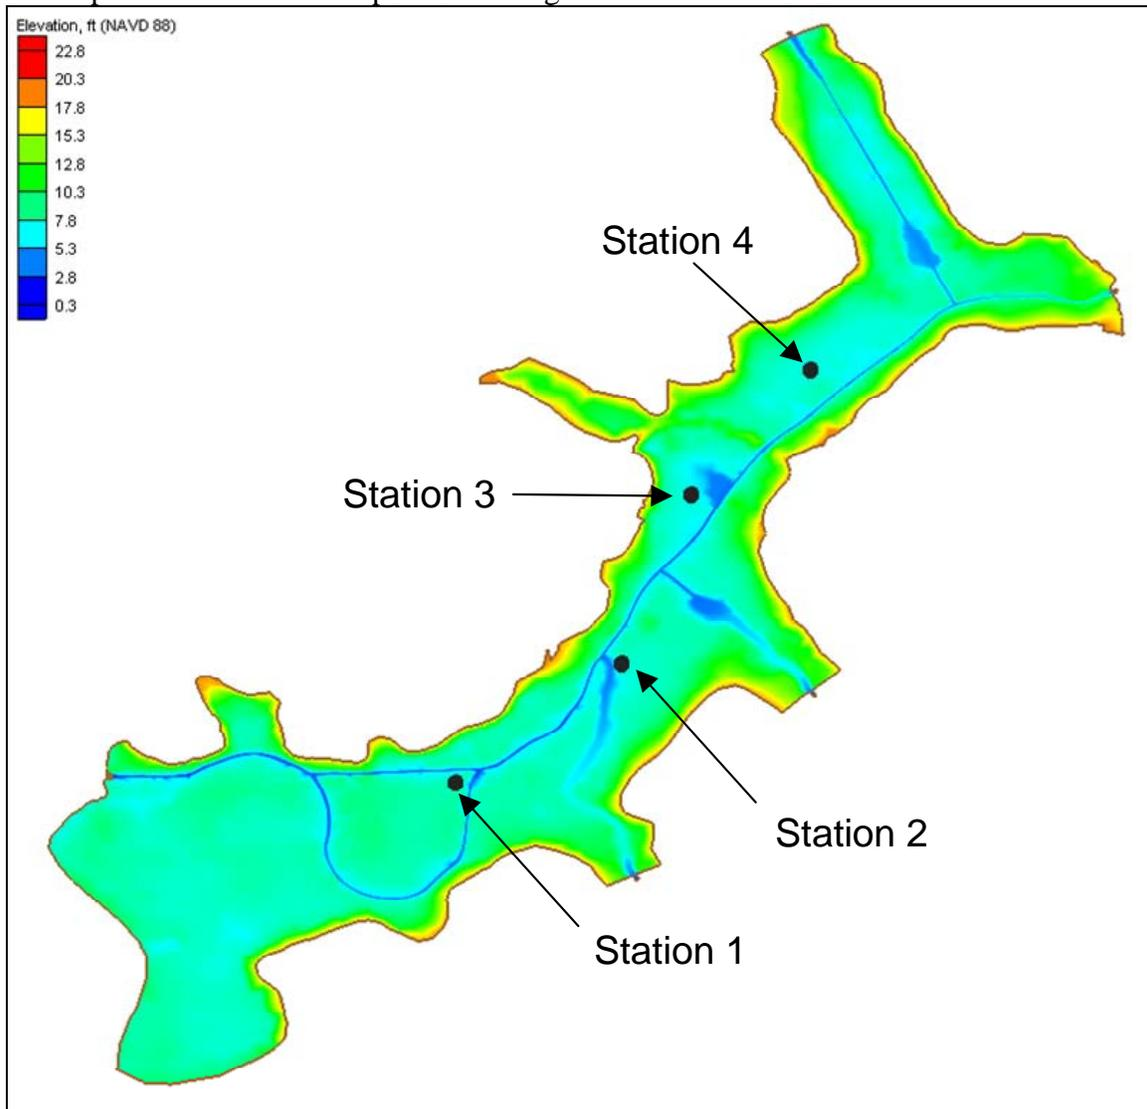 Elevation, ft (NAVD 88)
22.8
20.3
17.8
15.3
12.8
10.3
7.8
5.3
2.8
0.3
Station 4
Station 3
Station 2
Station 1